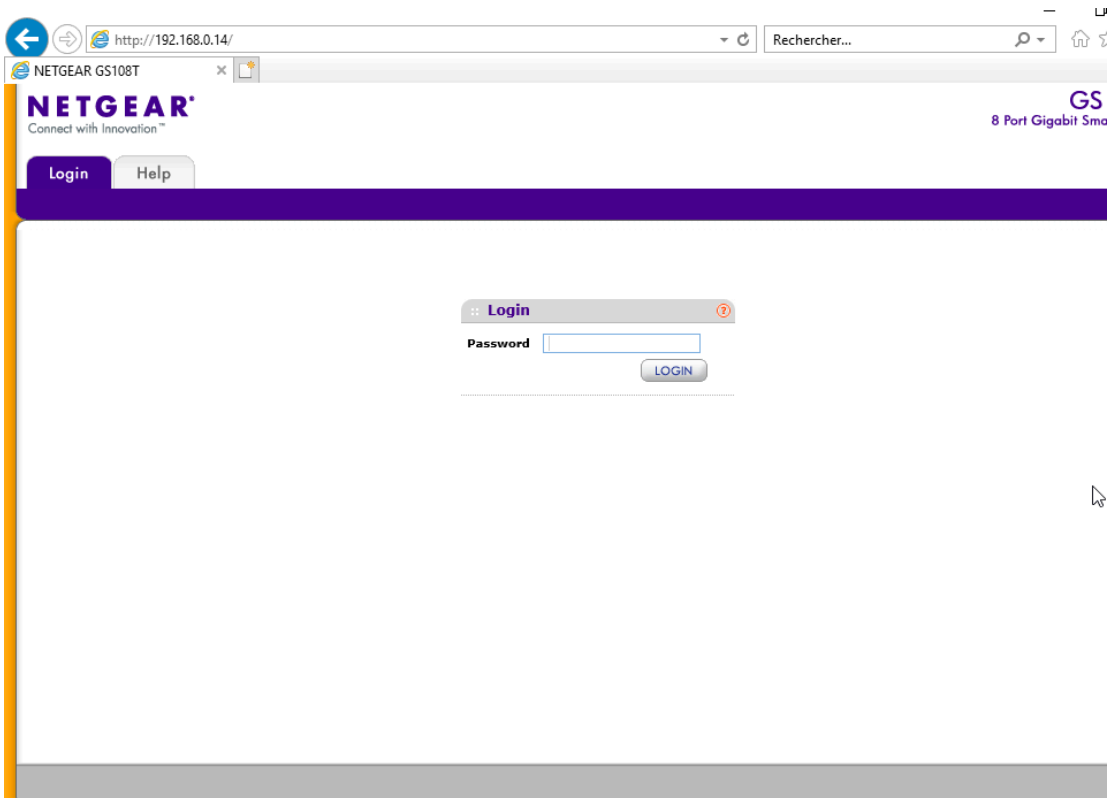 http://192.168.0.14/
Rechercher...
NETGEAR GS108T
NETGEAR®
Connect with Innovation™
GS
8 Port Gigabit Sma
Login
Help
:: Login
?
Password
LOGIN